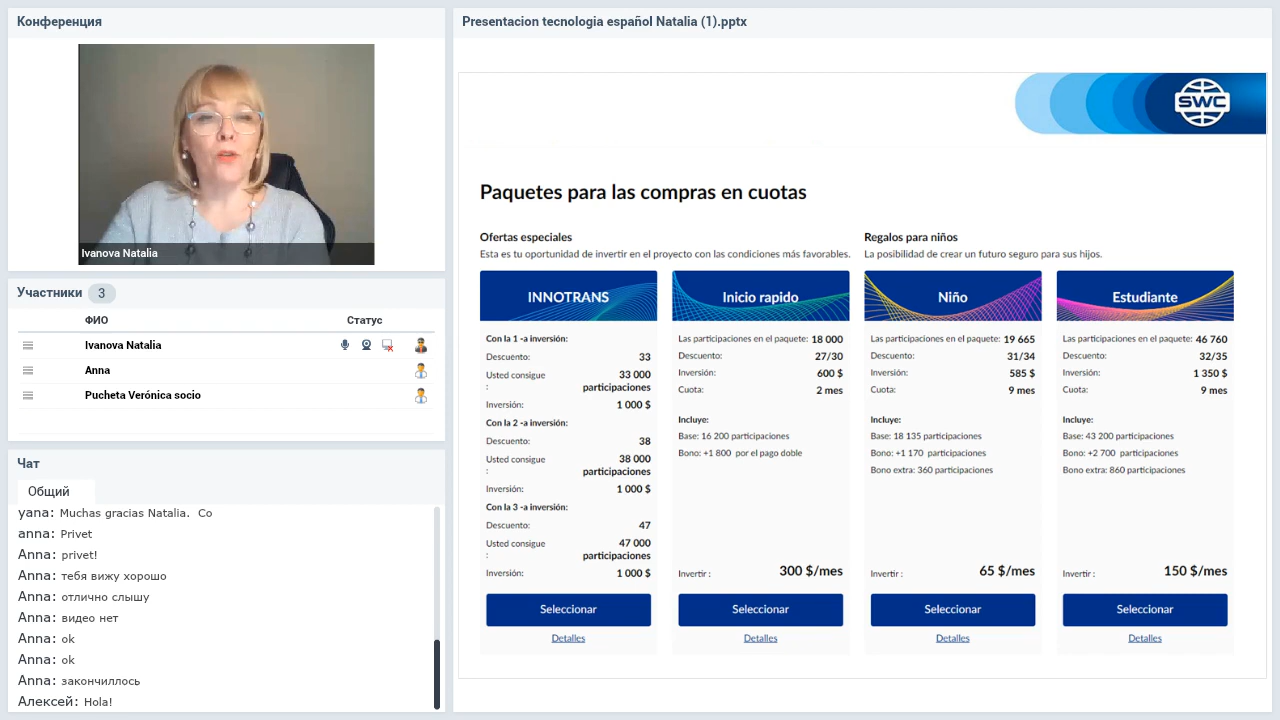 Конференция
Ivanova Natalia
Участники 3
ФИО Статус
Ivanova Natalia
Anna
Pucheta Verónica socio
Чат
Общий
yana: Muchas gracias Natalia. Co
anna: Privet
Anna: privet!
Anna: тебя вижу хорошо
Anna: отлично слышу
Anna: видео нет
Anna: ok
Anna: ok
Anna: закончиллось
Алексей: Hola!
Presentacion tecnologia español Natalia (1).pptx
SWC
Paquetes para las compras en cuotas
Ofertas especiales
Esta es tu oportunidad de invertir en el proyecto con las condiciones más favorables.
Regalos para niños
La posibilidad de crear un futuro seguro para sus hijos.
INNOTRANS
Con la 1 -a inversión:
Descuento: 33
Usted consigue 33 000
: participaciones
Inversión: 1 000 $
Con la 2 -a inversión:
Descuento: 38
Usted consigue 38 000
: participaciones
Inversión: 1 000 $
Con la 3 -a inversión:
Descuento: 47
Usted consigue 47 000
: participaciones
Inversión: 1 000 $
Seleccionar
Detalles
Inicio rapido
Las participaciones en el paquete: 18 000
Descuento: 27/30
Inversión: 600 $
Cuota: 2 mes
Incluye:
Base: 16 200 participaciones
Bono: +1 800 por el pago doble
Invertir : 300 $/mes
Seleccionar
Detalles
Niño
Las participaciones en el paquete: 19 665
Descuento: 31/34
Inversión: 585 $
Cuota: 9 mes
Incluye:
Base: 18 135 participaciones
Bono: +1 170 participaciones
Bono extra: 360 participaciones
Invertir : 65 $/mes
Seleccionar
Detalles
Estudiante
Las participaciones en el paquete: 46 760
Descuento: 32/35
Inversión: 1 350 $
Cuota: 9 mes
Incluye:
Base: 43 200 participaciones
Bono: +2 700 participaciones
Bono extra: 860 participaciones
Invertir : 150 $/mes
Seleccionar
Detalles